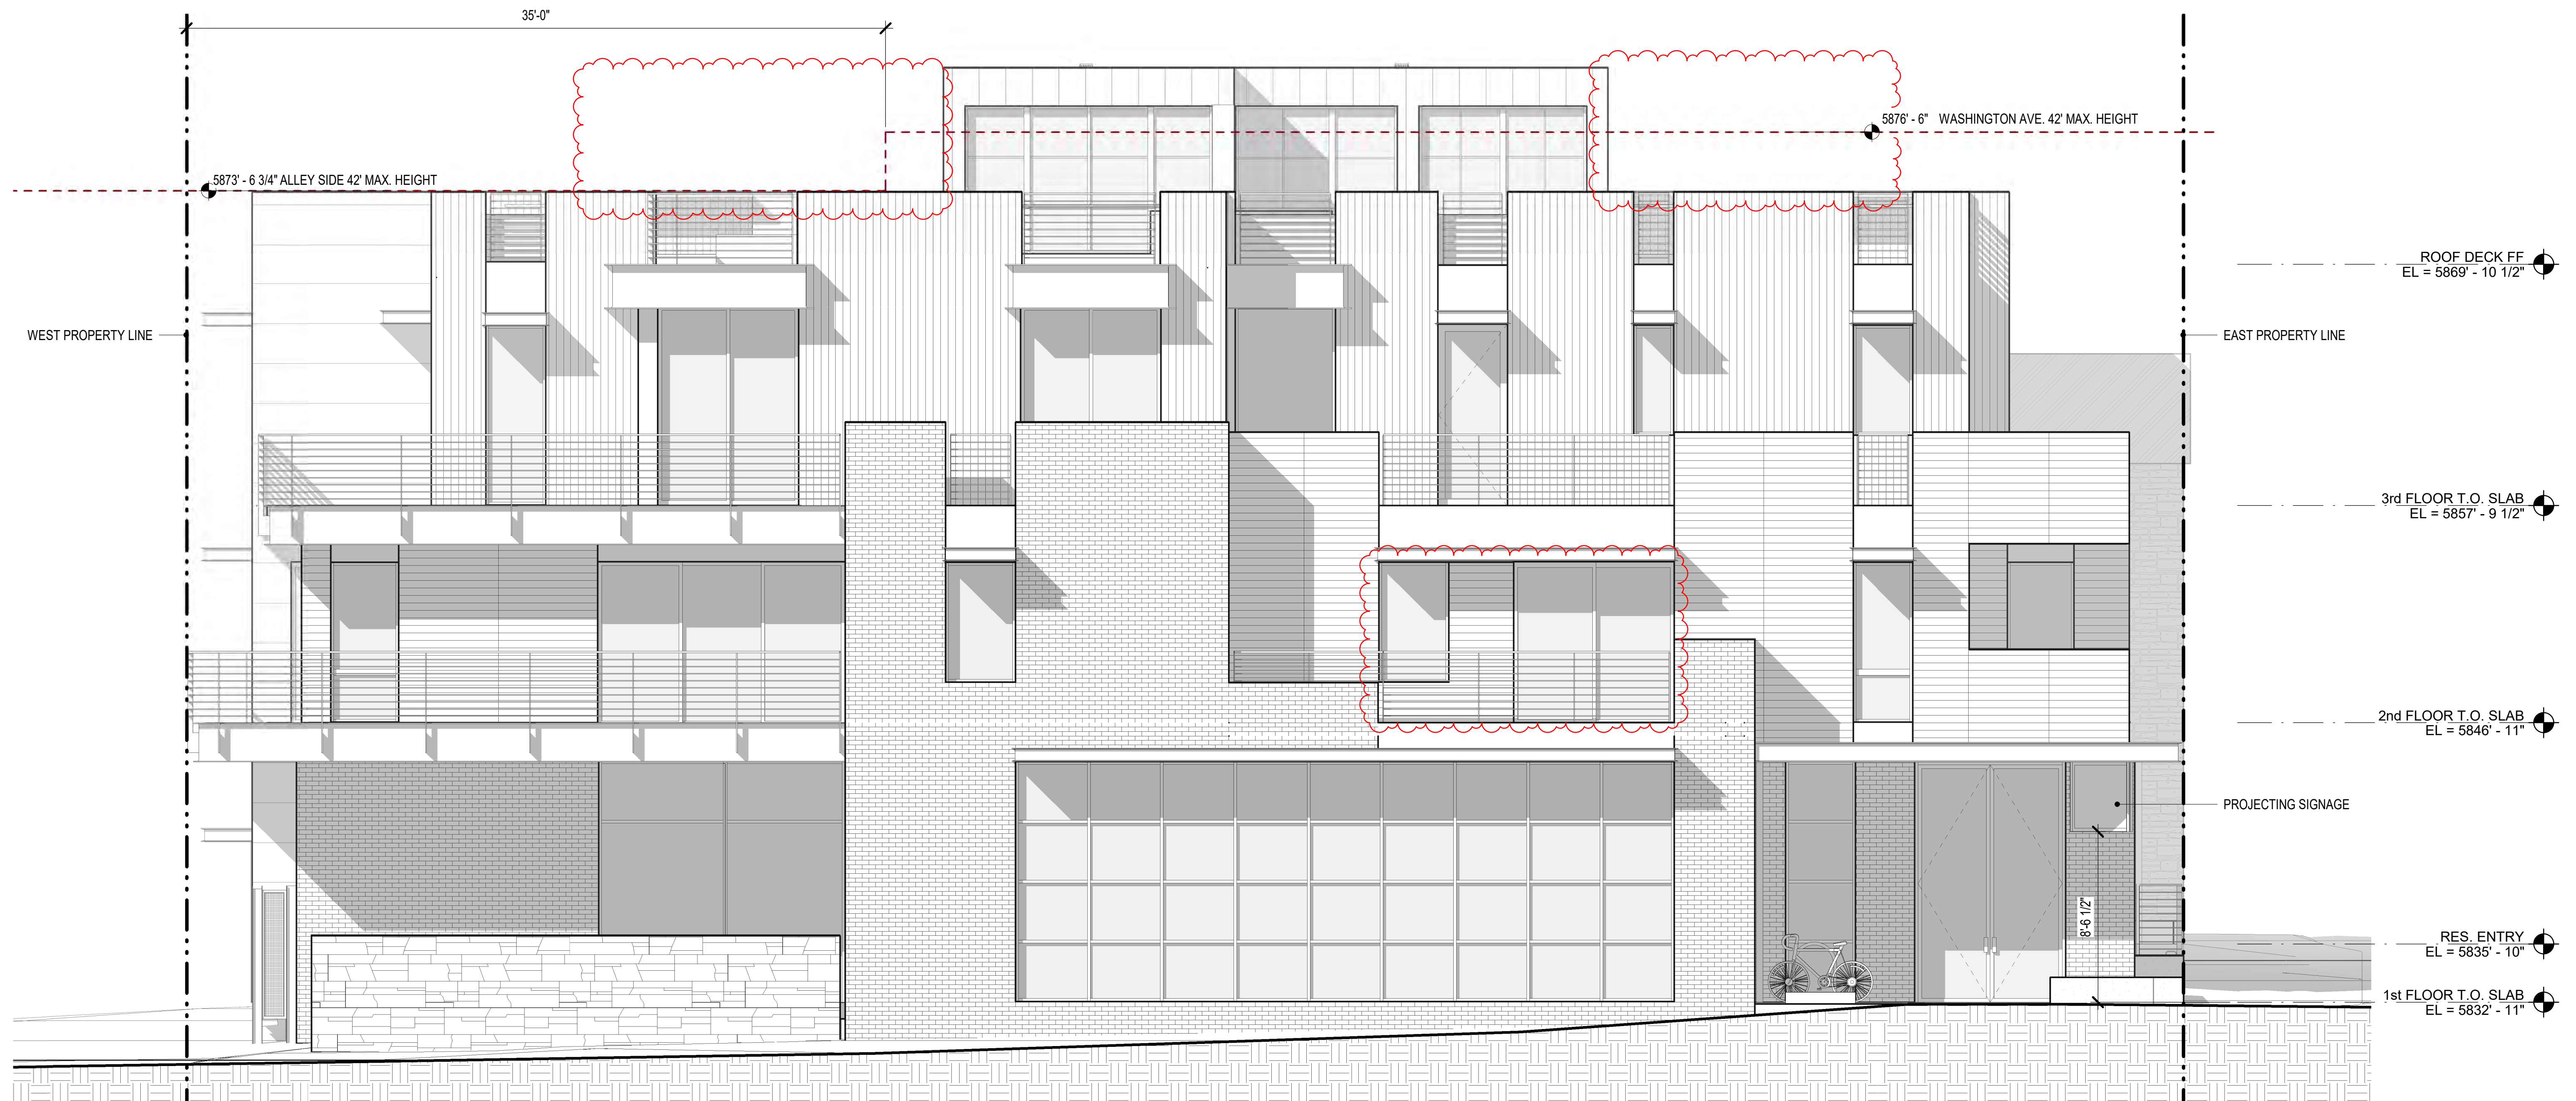 35'-0"
5876' - 6" WASHINGTON AVE. 42' MAX. HEIGHT
5873' - 6 3/4" ALLEY SIDE 42' MAX. HEIGHT
ROOF DECK FF
EL = 5869' - 10 1/2"
WEST PROPERTY LINE
EAST PROPERTY LINE
3rd FLOOR T.O. SLAB
EL = 5857' - 9 1/2"
2nd FLOOR T.O. SLAB
EL = 5846' - 11"
PROJECTING SIGNAGE
8'-6 1/2"
RES. ENTRY
EL = 5835' - 10"
1st FLOOR T.O. SLAB
EL = 5832' - 11"